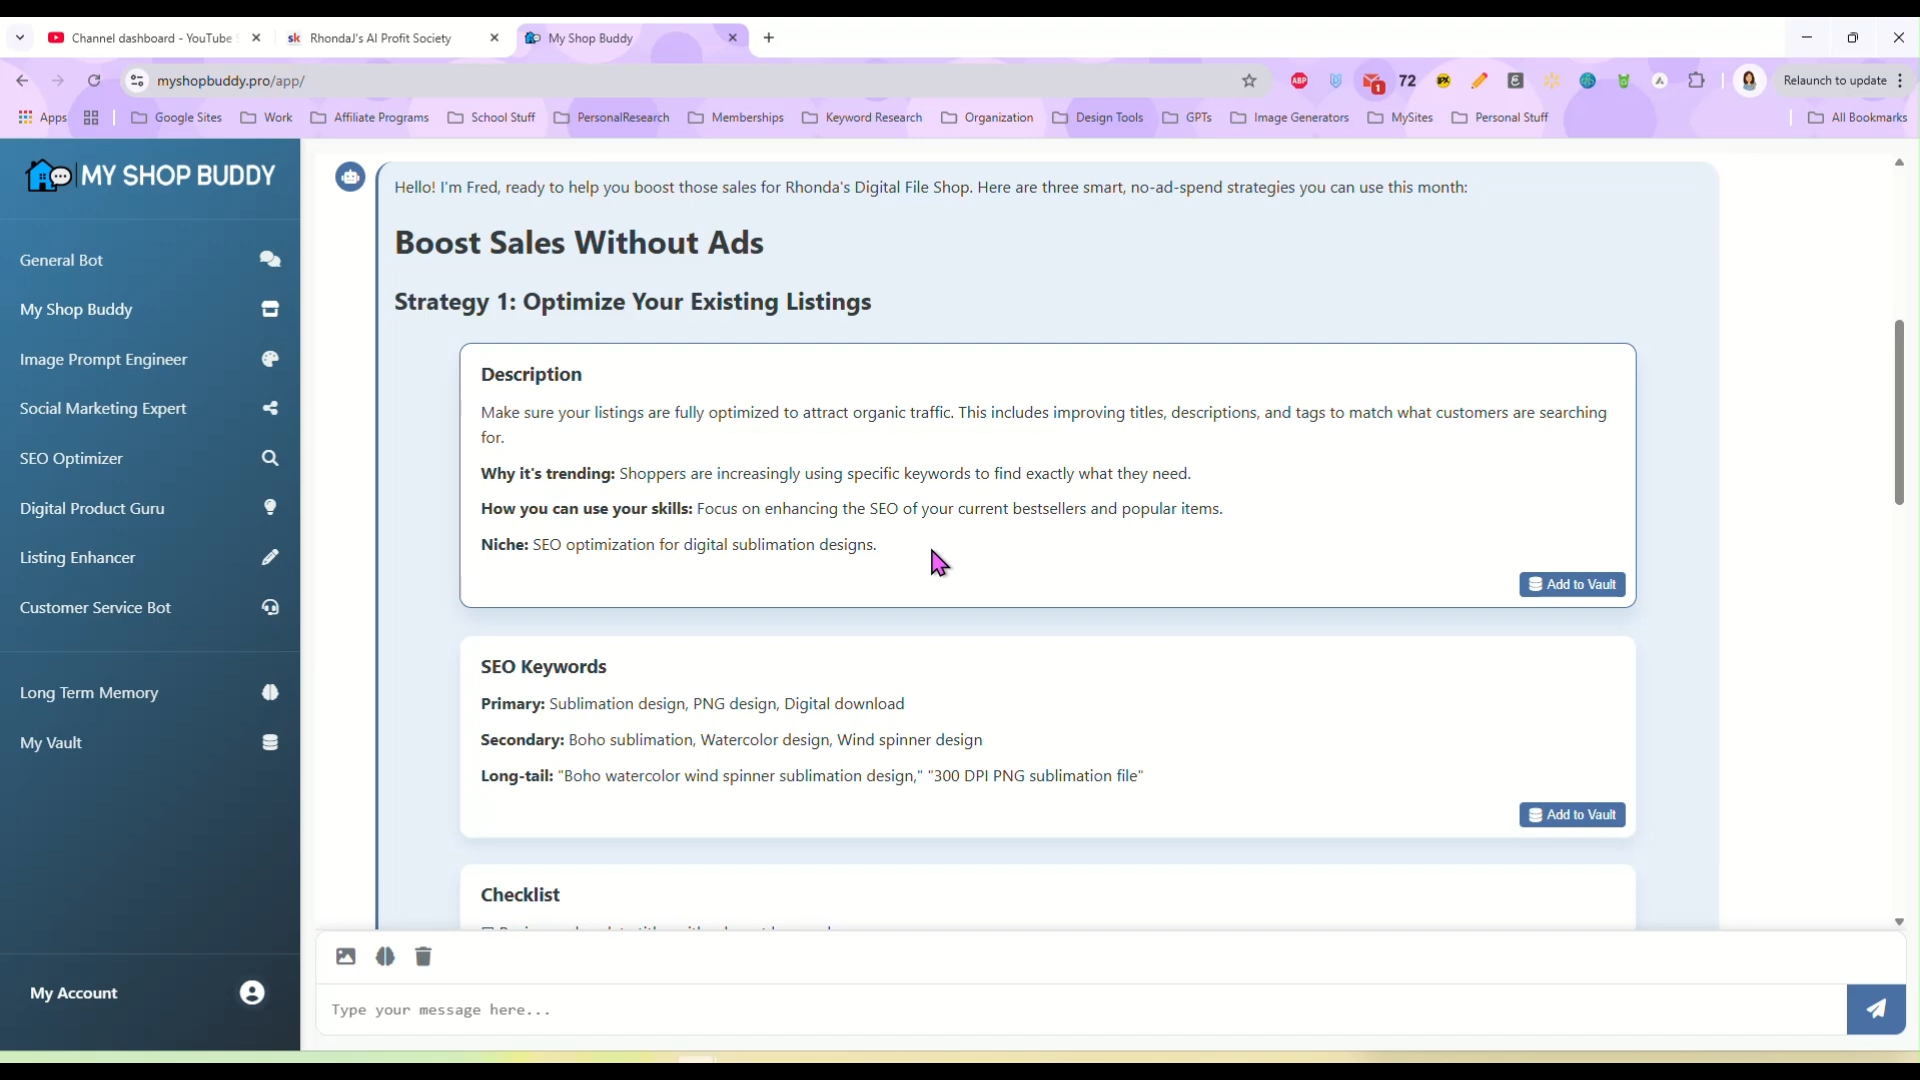 Channel dashboard - YouTube
RhondaJ's AI Profit Society
My Shop Buddy
myshopbuddy.pro/app/
ABP
1
72
Relaunch to update
Apps
Google Sites
Work
Affiliate Programs
School Stuff
PersonalResearch
Memberships
Keyword Research
Organization
Design Tools
GPTs
Image Generators
MySites
Personal Stuff
All Bookmarks
MY SHOP BUDDY
General Bot
My Shop Buddy
Image Prompt Engineer
Social Marketing Expert
SEO Optimizer
Digital Product Guru
Listing Enhancer
Customer Service Bot
Long Term Memory
My Vault
My Account
Hello! I'm Fred, ready to help you boost those sales for Rhonda's Digital File Shop. Here are three smart, no-ad-spend strategies you can use this month:
Boost Sales Without Ads
Strategy 1: Optimize Your Existing Listings
Description
Make sure your listings are fully optimized to attract organic traffic. This includes improving titles, descriptions, and tags to match what customers are searching
for.
Why it's trending: Shoppers are increasingly using specific keywords to find exactly what they need.
How you can use your skills: Focus on enhancing the SEO of your current bestsellers and popular items.
Niche: SEO optimization for digital sublimation designs.
Add to Vault
SEO Keywords
Primary: Sublimation design, PNG design, Digital download
Secondary: Boho sublimation, Watercolor design, Wind spinner design
Long-tail: "Boho watercolor wind spinner sublimation design," "300 DPI PNG sublimation file"
Add to Vault
Checklist
Type your message here...